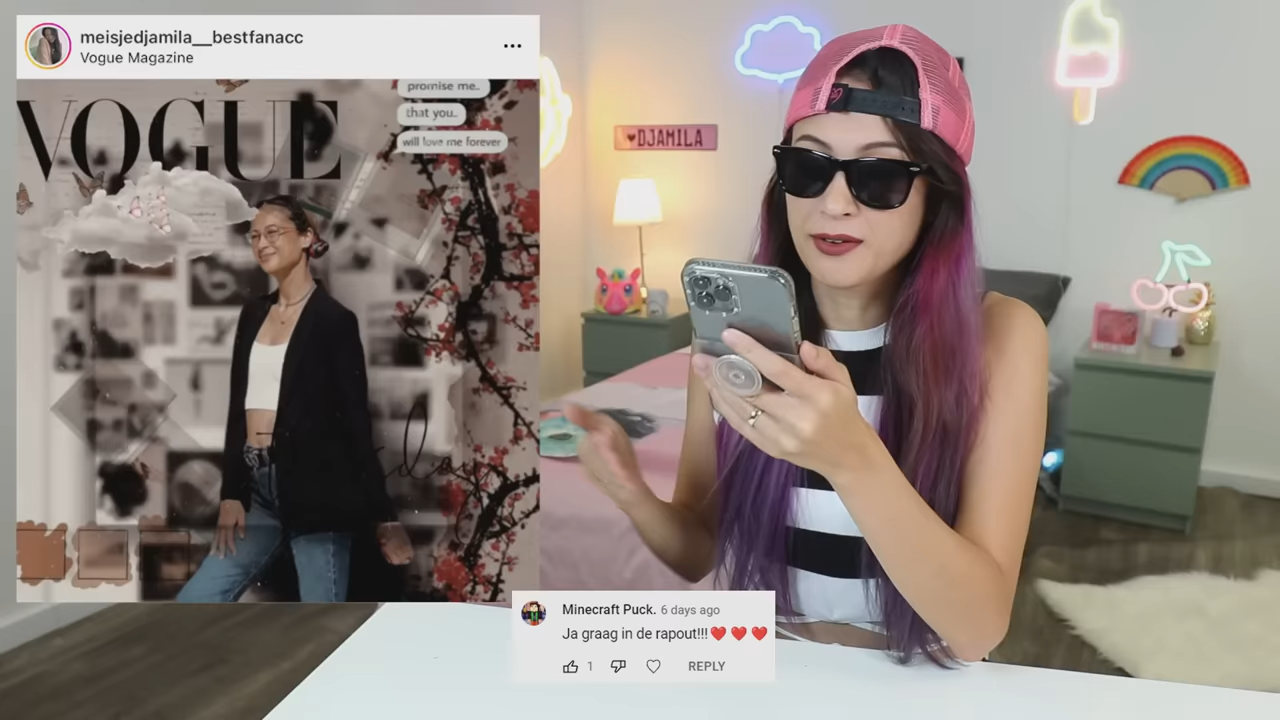 meisjedjamila__bestfanacc
Vogue Magazine
VOGUE
promise me..
that you..
will love me forever
DJAMILA
Minecraft Puck. 6 days ago
Ja graag in de rapout!!!❤️❤️❤️
1
REPLY